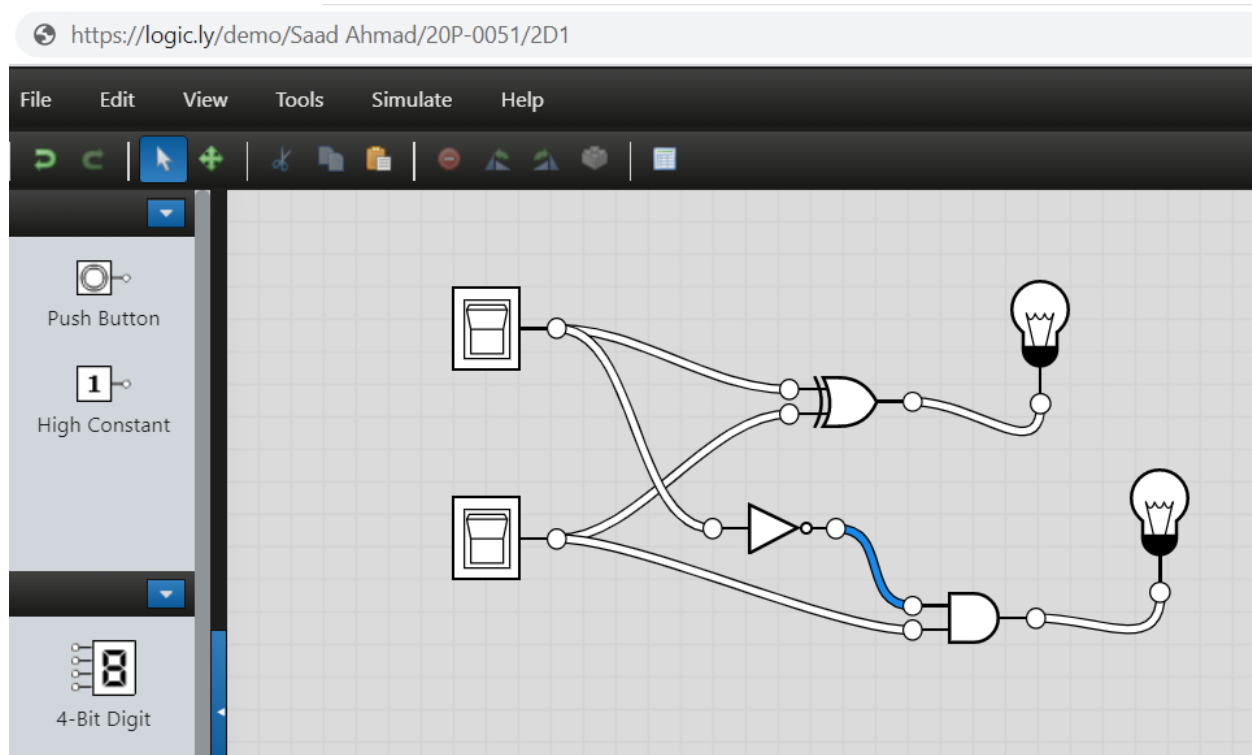 https://logic.ly/demo/Saad Ahmad/20P-0051/2D1
File Edit View Tools Simulate Help
Push Button
1
High Constant
8
4-Bit Digit